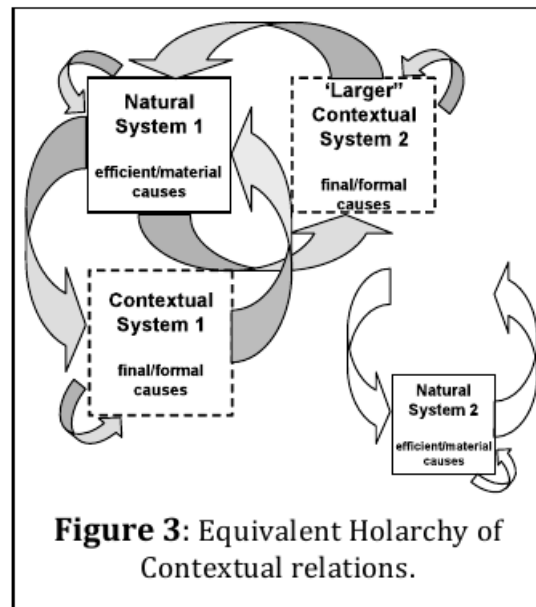 Natural
System 1
efficient/material
causes
‘Larger”
Contextual
System 2
final/formal
causes
Contextual
System 1
final/formal
causes
Natural
System 2
efficient/material
causes
Figure 3: Equivalent Holarchy of
Contextual relations.